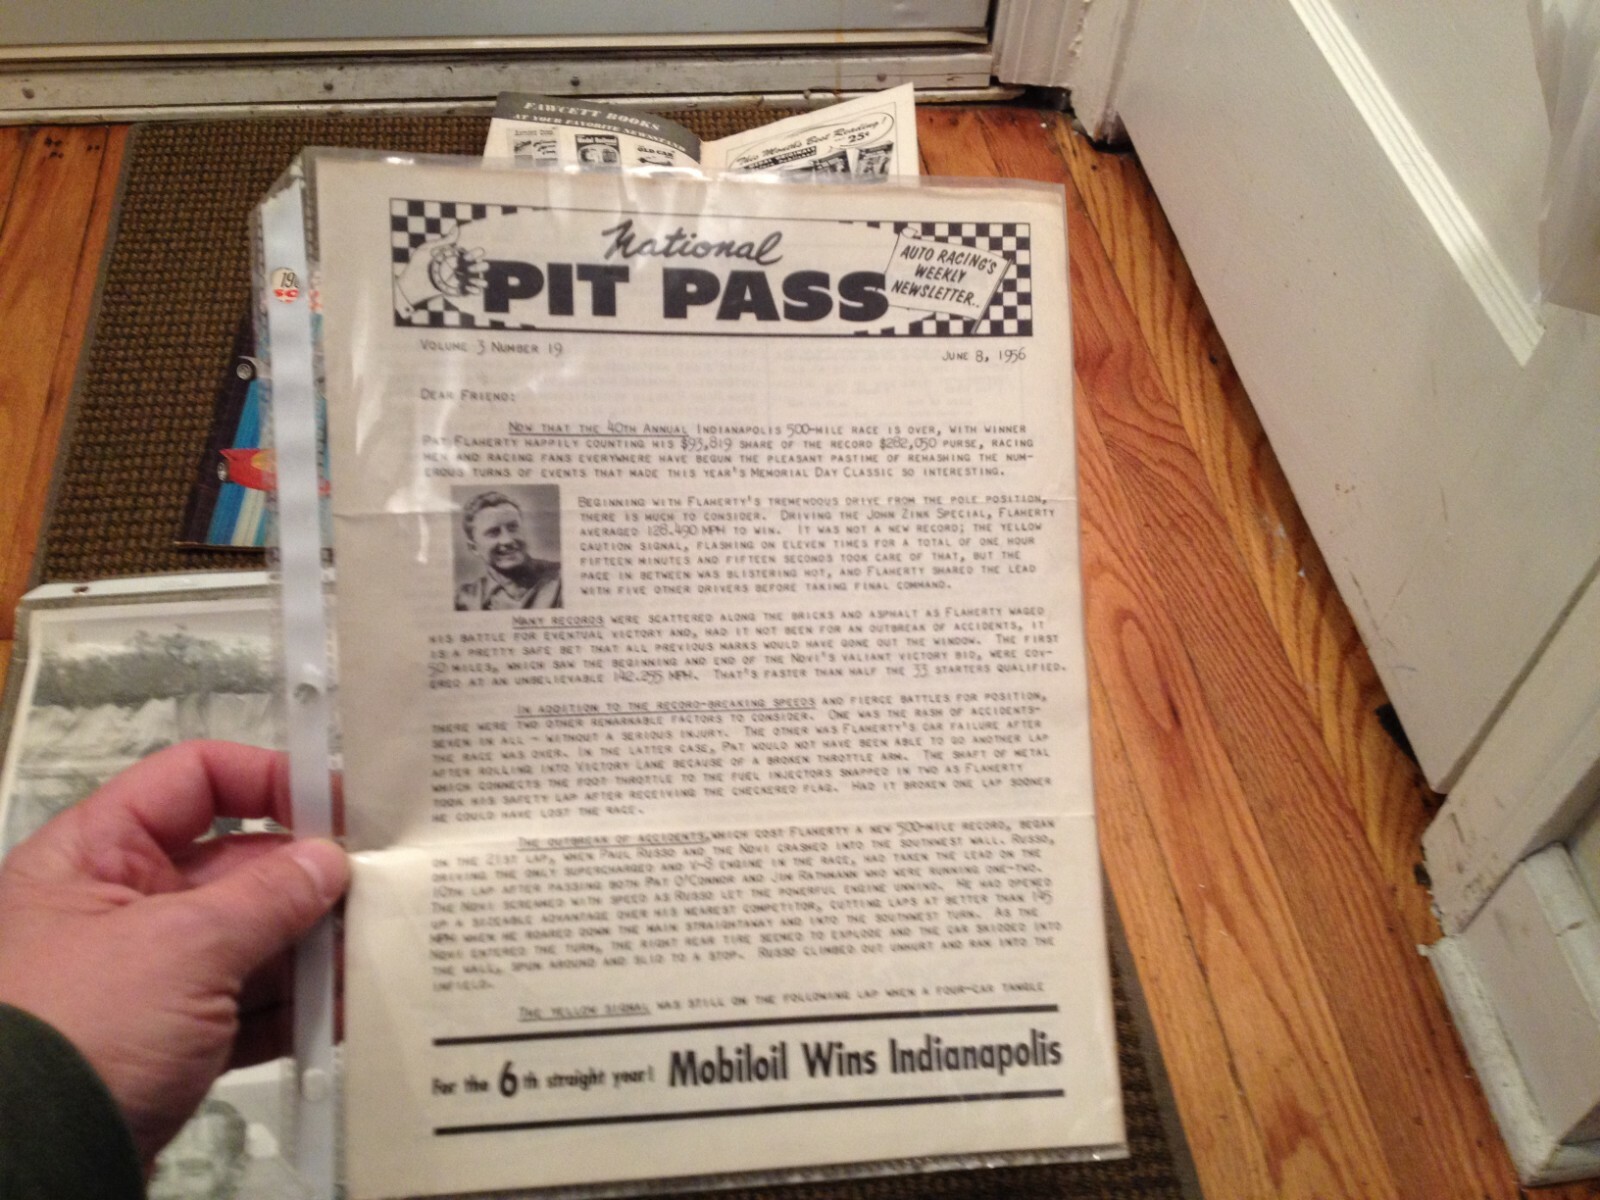 FAWCETT BOOKS
AT YOUR FAVORITE NEWSSTAND
This Month's Best Reading!
25¢
National
PIT PASS
AUTO RACING'S
WEEKLY
NEWSLETTER..
VOLUME 3 NUMBER 19
JUNE 8, 1956
DEAR FRIEND:
NOW THAT THE 40TH ANNUAL INDIANAPOLIS 500-MILE RACE IS OVER, WITH WINNER
PAT FLAHERTY HAPPILY COUNTING HIS $93,819 SHARE OF THE RECORD $282,050 PURSE, RACING
MEN AND RACING FANS EVERYWHERE HAVE BEGUN THE PLEASANT PASTIME OF REHASHING THE NUM-
EROUS TURNS OF EVENTS THAT MADE THIS YEAR'S MEMORIAL DAY CLASSIC SO INTERESTING.
BEGINNING WITH FLAHERTY'S TREMENDOUS DRIVE FROM THE POLE POSITION,
THERE IS MUCH TO CONSIDER. DRIVING THE JOHN ZINK SPECIAL, FLAHERTY
AVERAGED 128.490 MPH TO WIN. IT WAS NOT A NEW RECORD; THE YELLOW
CAUTION SIGNAL, FLASHING ON ELEVEN TIMES FOR A TOTAL OF ONE HOUR
FIFTEEN MINUTES AND FIFTEEN SECONDS TOOK CARE OF THAT, BUT THE
PACE IN BETWEEN WAS BLISTERING HOT, AND FLAHERTY SHARED THE LEAD
WITH FIVE OTHER DRIVERS BEFORE TAKING FINAL COMMAND.
MANY RECORDS WERE SCATTERED ALONG THE BRICKS AND ASPHALT AS FLAHERTY WAGED
HIS BATTLE FOR EVENTUAL VICTORY AND, HAD IT NOT BEEN FOR AN OUTBREAK OF ACCIDENTS, IT
IS A PRETTY SAFE BET THAT ALL PREVIOUS MARKS WOULD HAVE GONE OUT THE WINDOW. THE FIRST
50 MILES, WHICH SAW THE BEGINNING AND END OF THE NOVI'S VALIANT VICTORY BID, WERE COV-
ERED AT AN UNBELIEVABLE 142.295 MPH. THAT'S FASTER THAN HALF THE 33 STARTERS QUALIFIED.
IN ADDITION TO THE RECORD-BREAKING SPEEDS AND FIERCE BATTLES FOR POSITION,
THERE WERE TWO OTHER REMARKABLE FACTORS TO CONSIDER. ONE WAS THE RASH OF ACCIDENTS-
SEVEN IN ALL - WITHOUT A SERIOUS INJURY. THE OTHER WAS FLAHERTY'S CAR FAILURE AFTER
THE RACE WAS OVER. IN THE LATTER CASE, PAT WOULD NOT HAVE BEEN ABLE TO GO ANOTHER LAP
AFTER ROLLING INTO VICTORY LANE BECAUSE OF A BROKEN THROTTLE ARM. THE SHAFT OF METAL
WHICH CONNECTS THE FOOT THROTTLE TO THE FUEL INJECTORS SNAPPED IN TWO AS FLAHERTY
TOOK HIS SAFETY LAP AFTER RECEIVING THE CHECKERED FLAG. HAD IT BROKEN ONE LAP SOONER
HE COULD HAVE LOST THE RACE.
THE OUTBREAK OF ACCIDENTS, WHICH COST FLAHERTY A NEW 500-MILE RECORD, BEGAN
ON THE 21ST LAP, WHEN PAUL RUSSO AND THE NOVI CRASHED INTO THE SOUTHWEST WALL. RUSSO,
DRIVING THE ONLY SUPERCHARGED AND V-8 ENGINE IN THE RACE, HAD TAKEN THE LEAD ON THE
10TH LAP AFTER PASSING BOTH PAT O'CONNOR AND JIM RATHMANN WHO WERE RUNNING ONE-TWO.
THE NOVI SCREAMED WITH SPEED AS RUSSO LET THE POWERFUL ENGINE UNWIND. HE HAD OPENED
UP A SIZEABLE ADVANTAGE OVER HIS NEAREST COMPETITOR, CUTTING LAPS AT BETTER THAN 145
MPH WHEN HE ROARED DOWN THE MAIN STRAIGHTAWAY AND INTO THE SOUTHWEST TURN. AS THE
NOVI ENTERED THE TURN, THE RIGHT REAR TIRE SEEMED TO EXPLODE AND THE CAR SKIDDED INTO
THE WALL, SPUN AROUND AND SLID TO A STOP. RUSSO CLIMBED OUT UNHURT AND RAN INTO THE
INFIELD.
THE YELLOW SIGNAL WAS STILL ON THE FOLLOWING LAP WHEN A FOUR-CAR TANGLE
For the 6th straight year! Mobiloil Wins Indianapolis